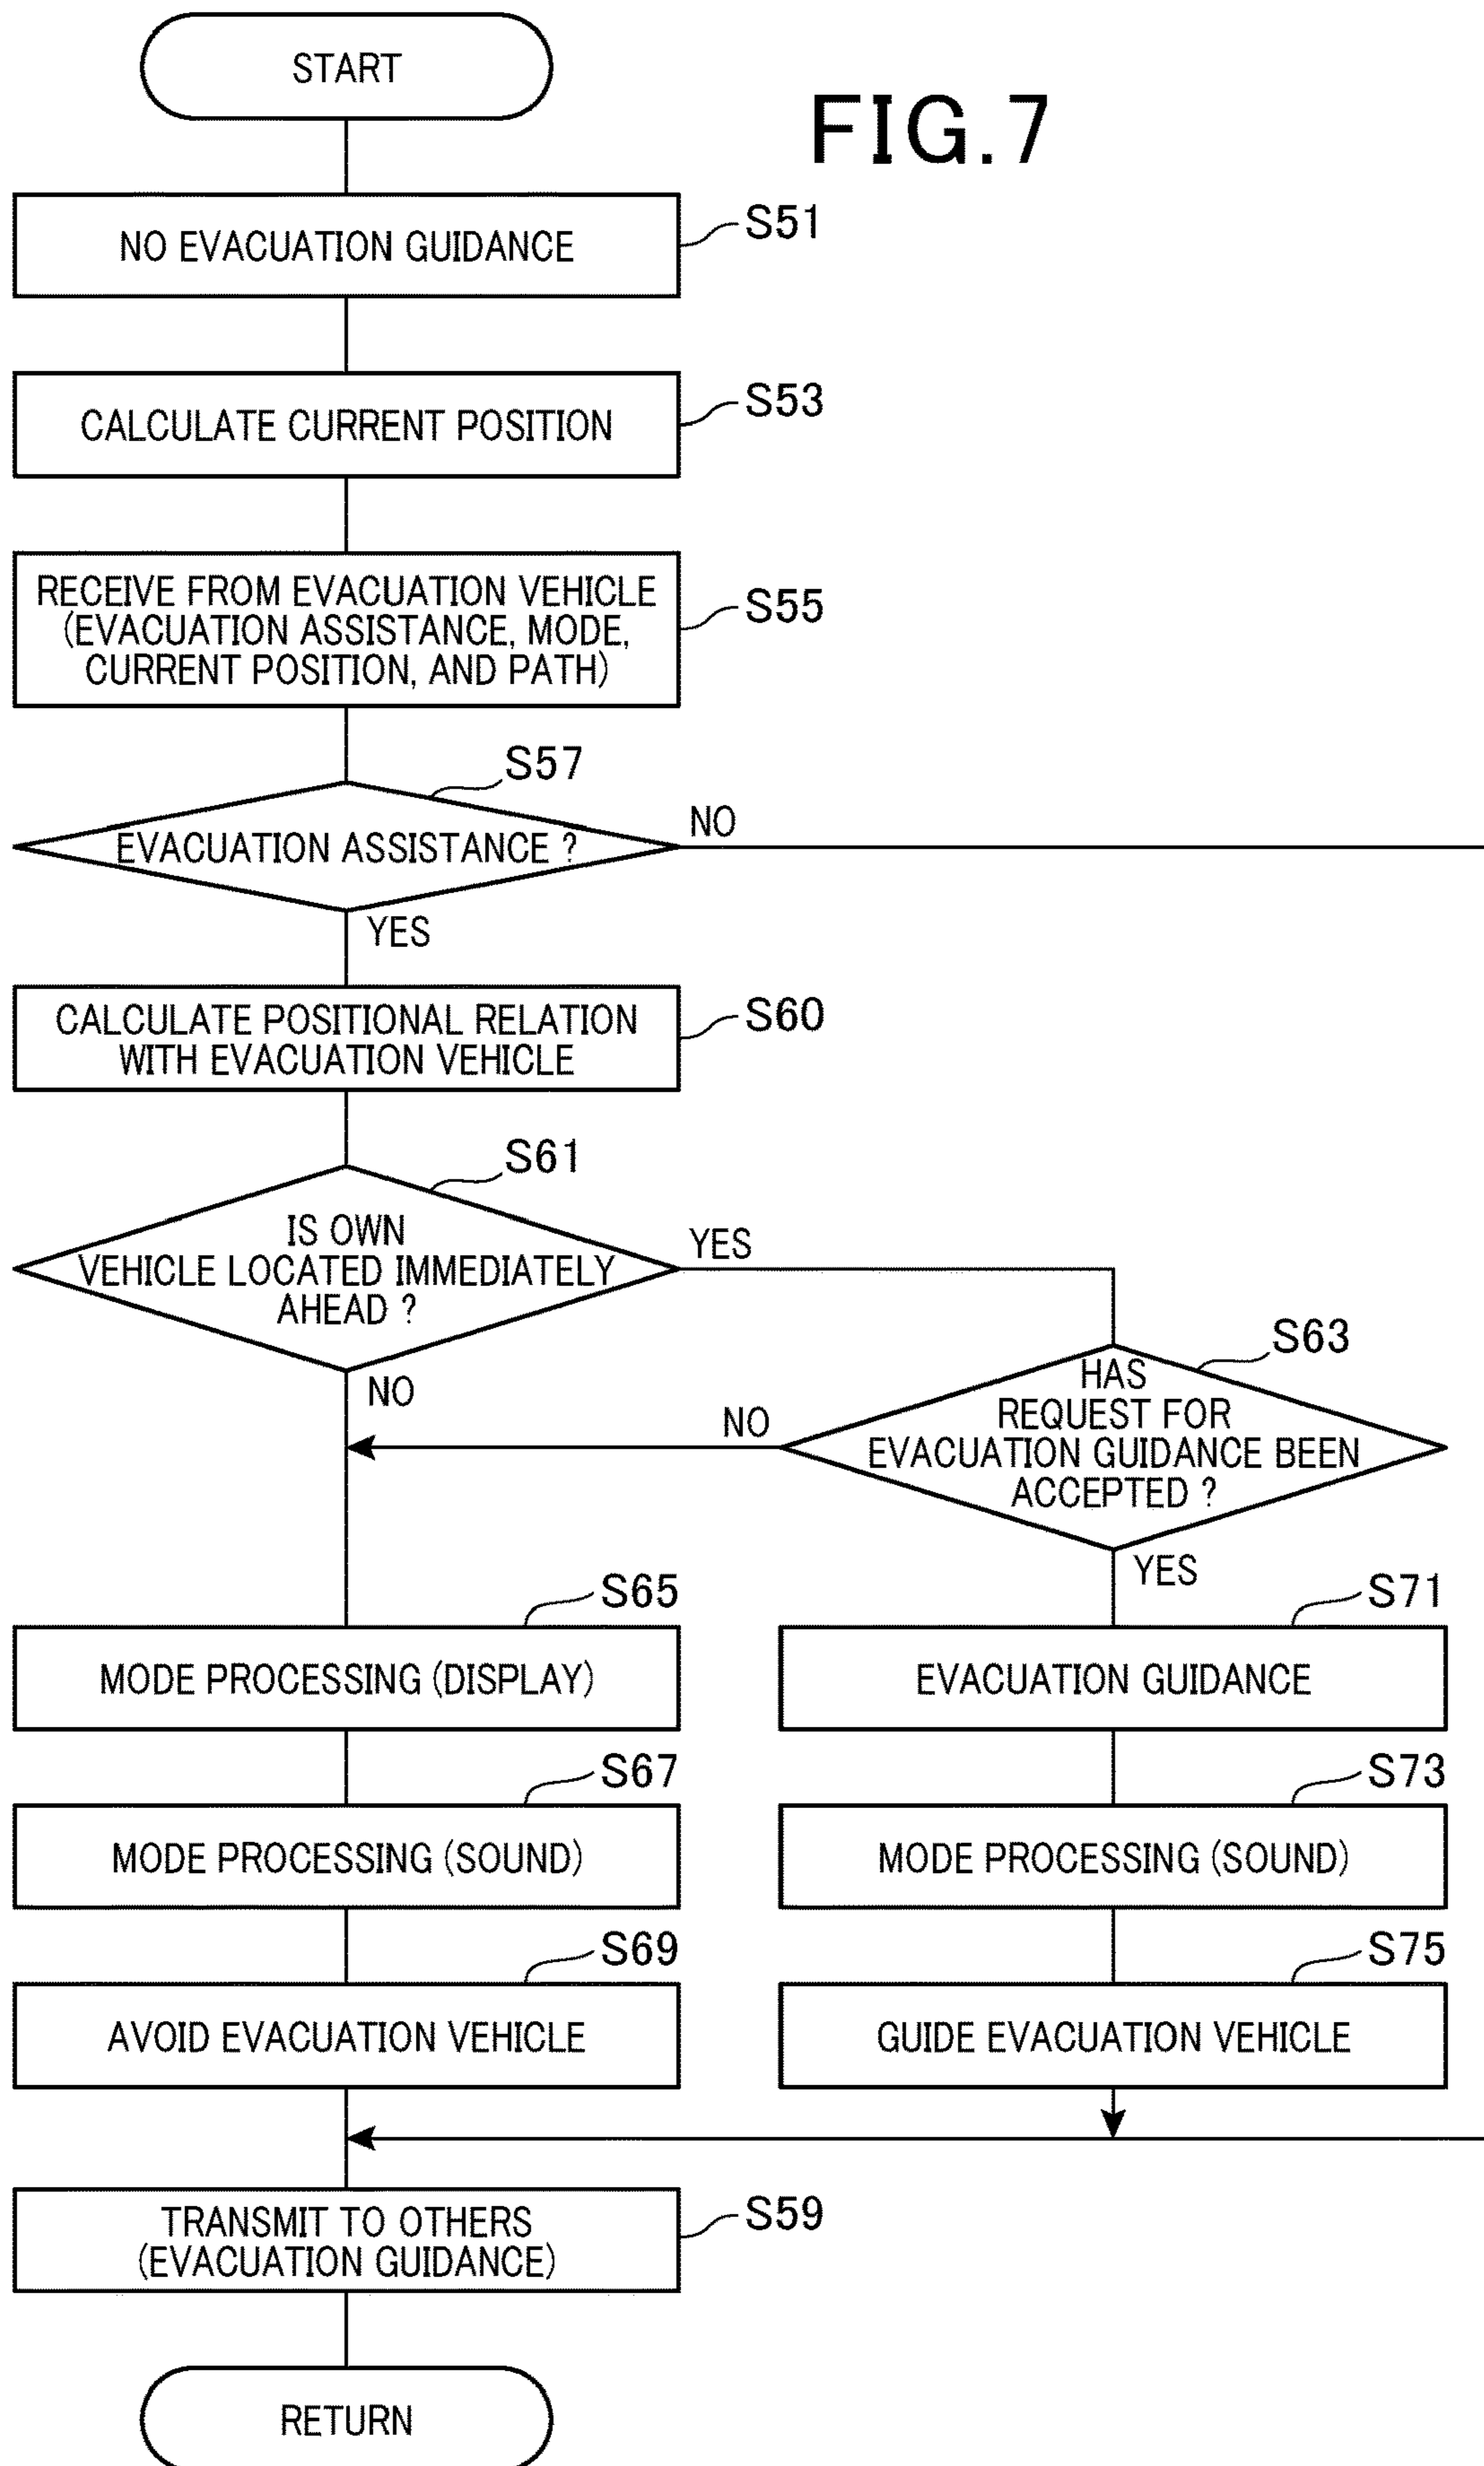 START
FIG.7
NO EVACUATION GUIDANCE
S51
CALCULATE CURRENT POSITION
S53
RECEIVE FROM EVACUATION VEHICLE
(EVACUATION ASSISTANCE, MODE,
CURRENT POSITION, AND PATH)
S55
S57
EVACUATION ASSISTANCE ?
NO
YES
CALCULATE POSITIONAL RELATION
WITH EVACUATION VEHICLE
S60
S61
IS OWN
VEHICLE LOCATED IMMEDIATELY
AHEAD ?
YES
NO
S63
HAS
REQUEST FOR
EVACUATION GUIDANCE BEEN
ACCEPTED ?
NO
YES
S65
MODE PROCESSING (DISPLAY)
S71
EVACUATION GUIDANCE
S67
MODE PROCESSING (SOUND)
S73
MODE PROCESSING (SOUND)
S69
AVOID EVACUATION VEHICLE
S75
GUIDE EVACUATION VEHICLE
TRANSMIT TO OTHERS
(EVACUATION GUIDANCE)
S59
RETURN